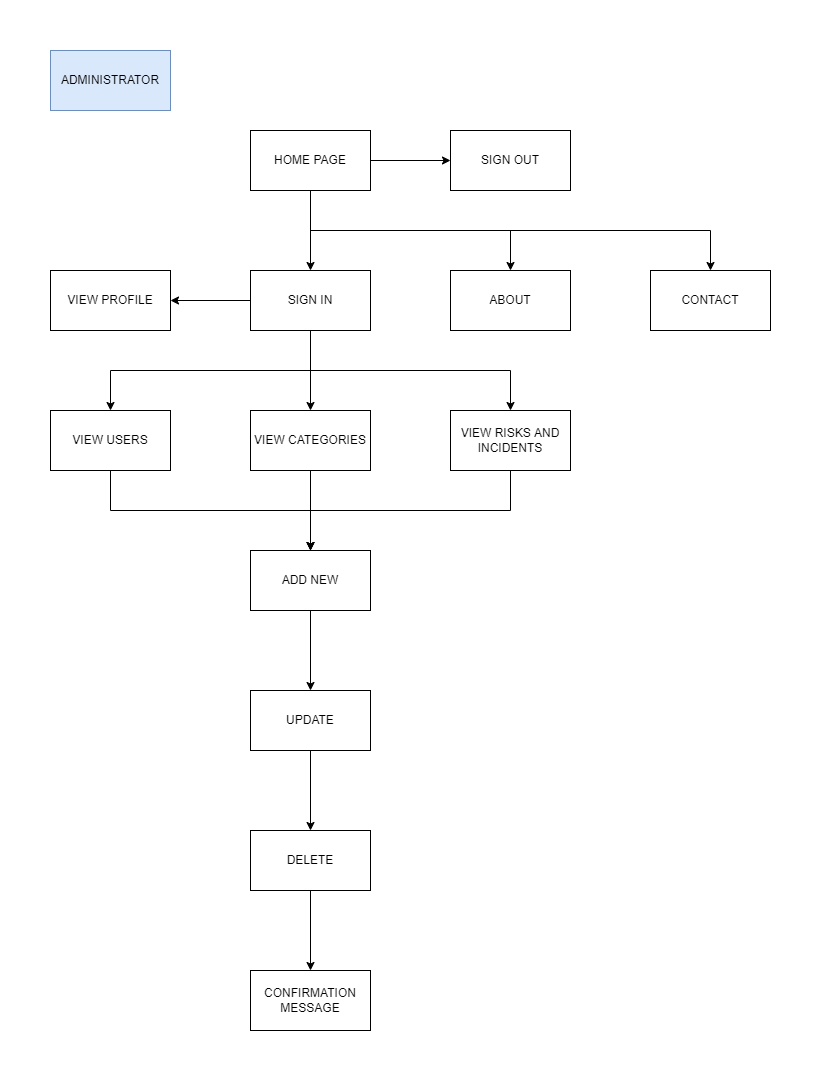 ADMINISTRATOR
HOME PAGE
SIGN OUT
VIEW PROFILE
SIGN IN
ABOUT
CONTACT
VIEW USERS
VIEW CATEGORIES
VIEW RISKS AND
INCIDENTS
ADD NEW
UPDATE
DELETE
CONFIRMATION
MESSAGE